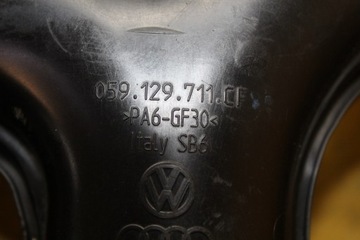 059.129.711.CF
>PA6-GF30<
Italy SB6